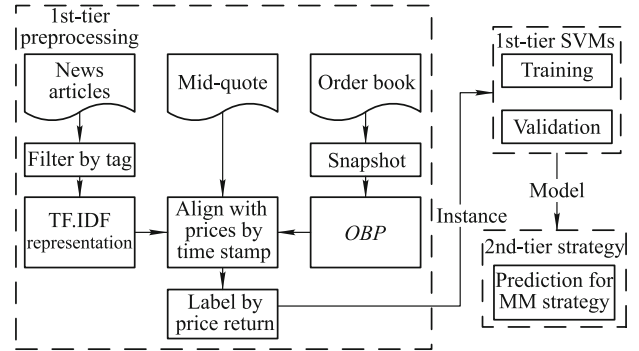 1st-tier
preprocessing
News
articles
Mid-quote
Order book
Filter by tag
Snapshot
TF.IDF
representation
Align with
prices by
time stamp
OBP
Label by
price return
Instance
1st-tier SVMs
Training
Validation
Model
2nd-tier strategy
Prediction for
MM strategy